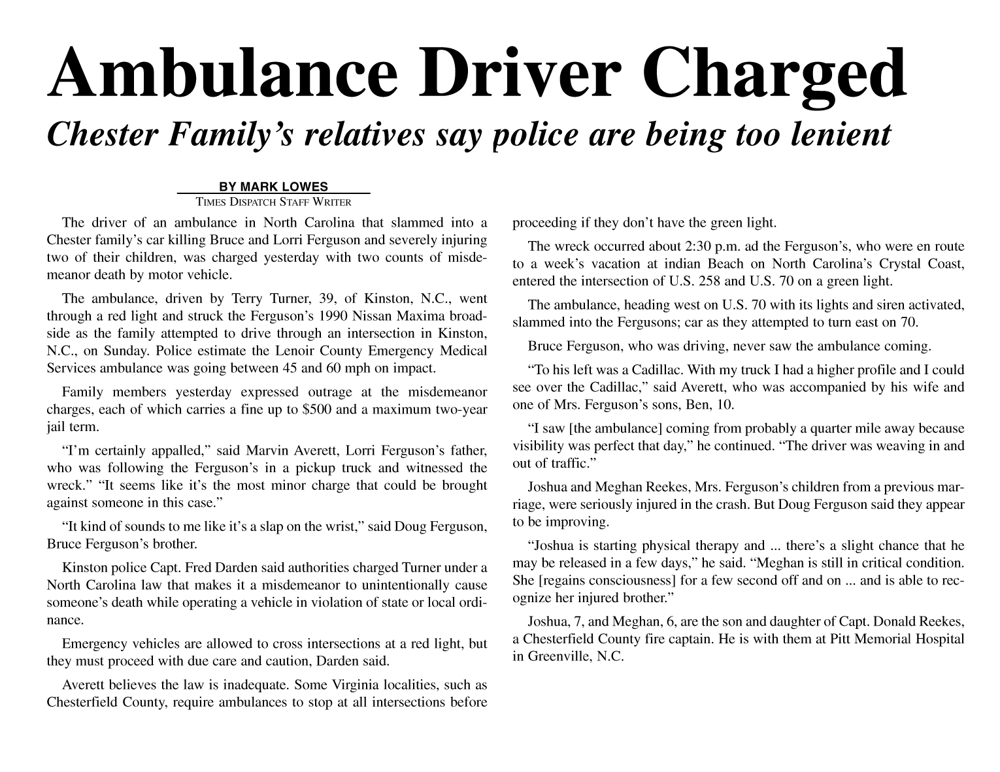 Ambulance Driver Charged
Chester Family’s relatives say police are being too lenient
BY MARK LOWES
TIMES DISPATCH STAFF WRITER
The driver of an ambulance in North Carolina that slammed into a
Chester family’s car killing Bruce and Lorri Ferguson and severely injuring
two of their children, was charged yesterday with two counts of misde-
meanor death by motor vehicle.
The ambulance, driven by Terry Turner, 39, of Kinston, N.C., went
through a red light and struck the Ferguson’s 1990 Nissan Maxima broad-
side as the family attempted to drive through an intersection in Kinston,
N.C., on Sunday. Police estimate the Lenoir County Emergency Medical
Services ambulance was going between 45 and 60 mph on impact.
Family members yesterday expressed outrage at the misdemeanor
charges, each of which carries a fine up to $500 and a maximum two-year
jail term.
“I’m certainly appalled,” said Marvin Averett, Lorri Ferguson’s father,
who was following the Ferguson’s in a pickup truck and witnessed the
wreck.” “It seems like it’s the most minor charge that could be brought
against someone in this case.”
“It kind of sounds to me like it’s a slap on the wrist,” said Doug Ferguson,
Bruce Ferguson’s brother.
Kinston police Capt. Fred Darden said authorities charged Turner under a
North Carolina law that makes it a misdemeanor to unintentionally cause
someone’s death while operating a vehicle in violation of state or local ordi-
nance.
Emergency vehicles are allowed to cross intersections at a red light, but
they must proceed with due care and caution, Darden said.
Averett believes the law is inadequate. Some Virginia localities, such as
Chesterfield County, require ambulances to stop at all intersections before
proceeding if they don’t have the green light.
The wreck occurred about 2:30 p.m. ad the Ferguson’s, who were en route
to a week’s vacation at indian Beach on North Carolina’s Crystal Coast,
entered the intersection of U.S. 258 and U.S. 70 on a green light.
The ambulance, heading west on U.S. 70 with its lights and siren activated,
slammed into the Fergusons; car as they attempted to turn east on 70.
Bruce Ferguson, who was driving, never saw the ambulance coming.
“To his left was a Cadillac. With my truck I had a higher profile and I could
see over the Cadillac,” said Averett, who was accompanied by his wife and
one of Mrs. Ferguson’s sons, Ben, 10.
“I saw [the ambulance] coming from probably a quarter mile away because
visibility was perfect that day,” he continued. “The driver was weaving in and
out of traffic.”
Joshua and Meghan Reekes, Mrs. Ferguson’s children from a previous mar-
riage, were seriously injured in the crash. But Doug Ferguson said they appear
to be improving.
“Joshua is starting physical therapy and ... there’s a slight chance that he
may be released in a few days,” he said. “Meghan is still in critical condition.
She [regains consciousness] for a few second off and on ... and is able to rec-
ognize her injured brother.”
Joshua, 7, and Meghan, 6, are the son and daughter of Capt. Donald Reekes,
a Chesterfield County fire captain. He is with them at Pitt Memorial Hospital
in Greenville, N.C.